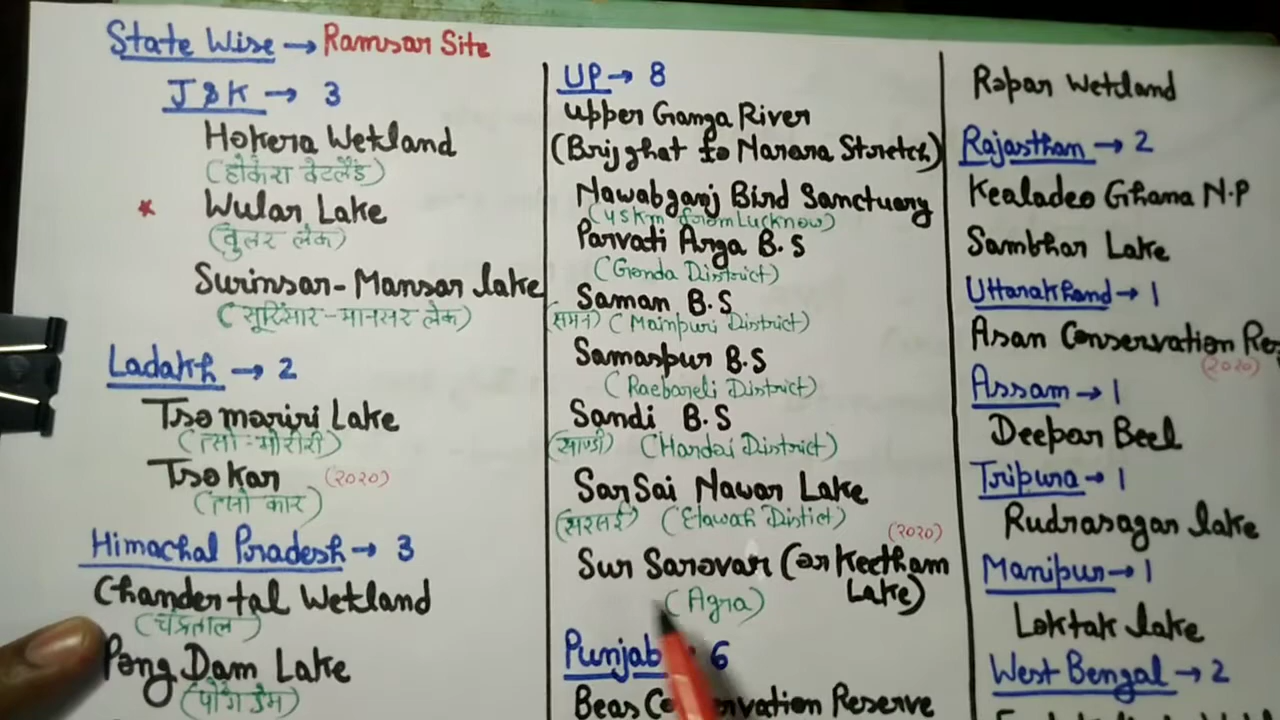 State Wise → Ramsar Site
J&K → 3
Hokera Wetland
(होकेरा वेटलैंड)
* Wular Lake
(वुलर लेक)
Surinsar-Mansar lake
(सूरिंसार-मानसर लेक)
Ladakh → 2
Tso moriri Lake
(त्सो-मोरीरी)
Tso Kar (2020)
(त्सो कार)
Himachal Pradesh → 3
Chandertal Wetland
(चंद्रताल)
Pong Dam Lake
(पोंग डैम)
UP → 8
Upper Ganga River
(Brijghat to Narara Stretch)
Nawabganj Bird Sanctuary
(45km from Lucknow)
Parvati Arga B.S
(Gonda District)
Saman B.S
(समन) (Mainpuri District)
Samaspur B.S
(Raebareli District)
Sandi B.S
(साण्डी) (Hardoi District)
SarSai Nawar Lake
(सरसई) (Etawah Distict)
(2020)
Sur Sarovar (or Keetham
Lake)
(Agra)
Punjab 6
Beas Conservation Reserve
Ropar Wetland
Rajasthan → 2
Kealadeo Ghana N.P
Sambhar Lake
Uttarakhand → 1
Asan Conservation Res
(2020)
Assam → 1
Deepor Beel
Tripura → 1
Rudrasagar lake
Manipur → 1
Loktak lake
West Bengal → 2